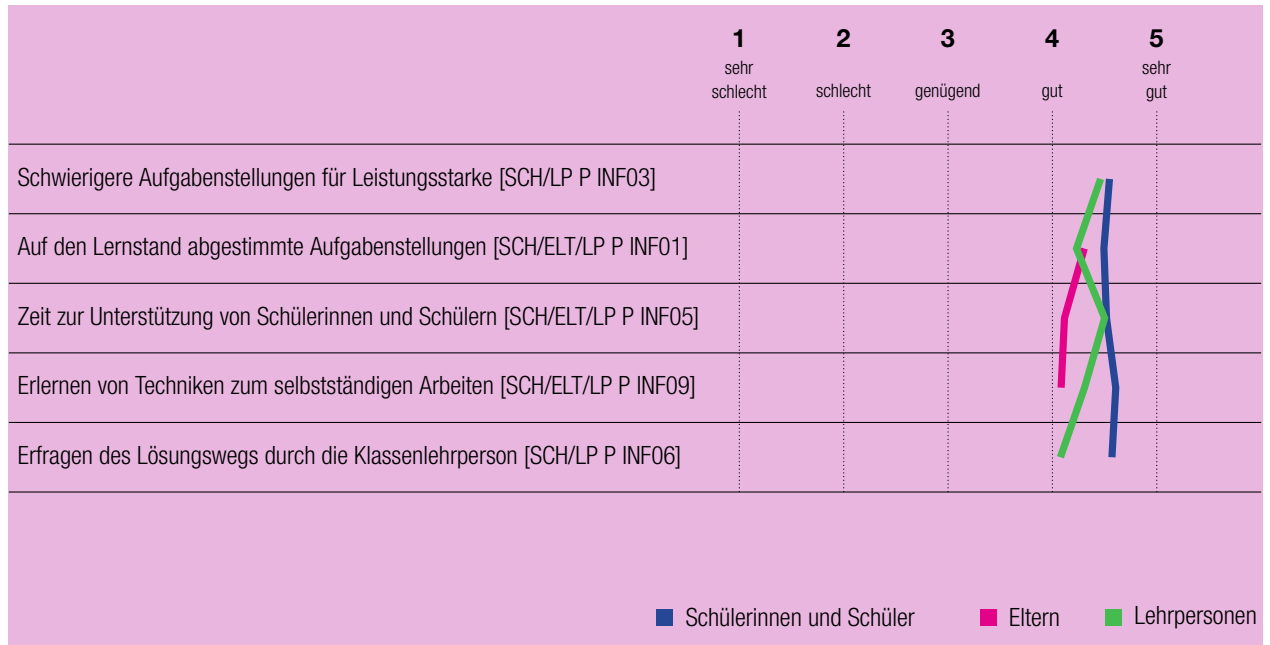 1 2 3 4 5
sehr schlecht schlecht genügend gut sehr gut
Schwierigere Aufgabenstellungen für Leistungsstarke [SCH/LP P INF03]
Auf den Lernstand abgestimmte Aufgabenstellungen [SCH/ELT/LP P INF01]
Zeit zur Unterstützung von Schülerinnen und Schülern [SCH/ELT/LP P INF05]
Erlernen von Techniken zum selbstständigen Arbeiten [SCH/ELT/LP P INF09]
Erfragen des Lösungswegs durch die Klassenlehrperson [SCH/LP P INF06]
Schülerinnen und Schüler Eltern Lehrpersonen